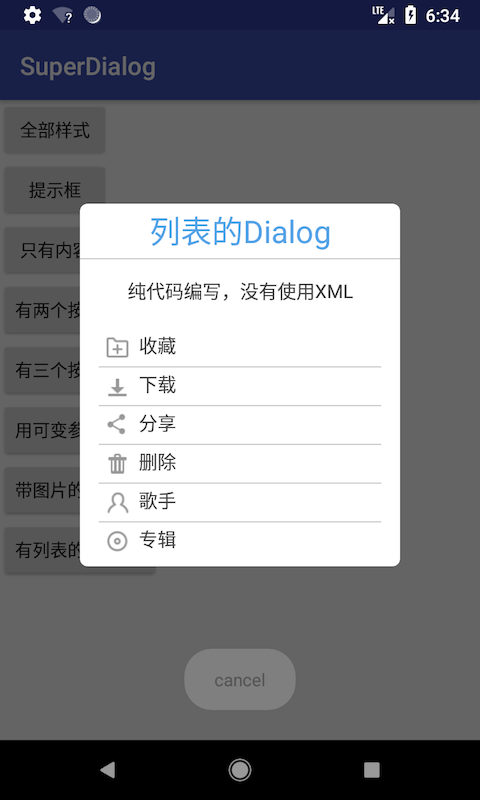 LTE
6:34
SuperDialog
全部样式
提示框
只有内容
有两个按
有三个按
用可变参
带图片的
有列表的
列表的Dialog
纯代码编写，没有使用XML
收藏
下载
分享
删除
歌手
专辑
cancel